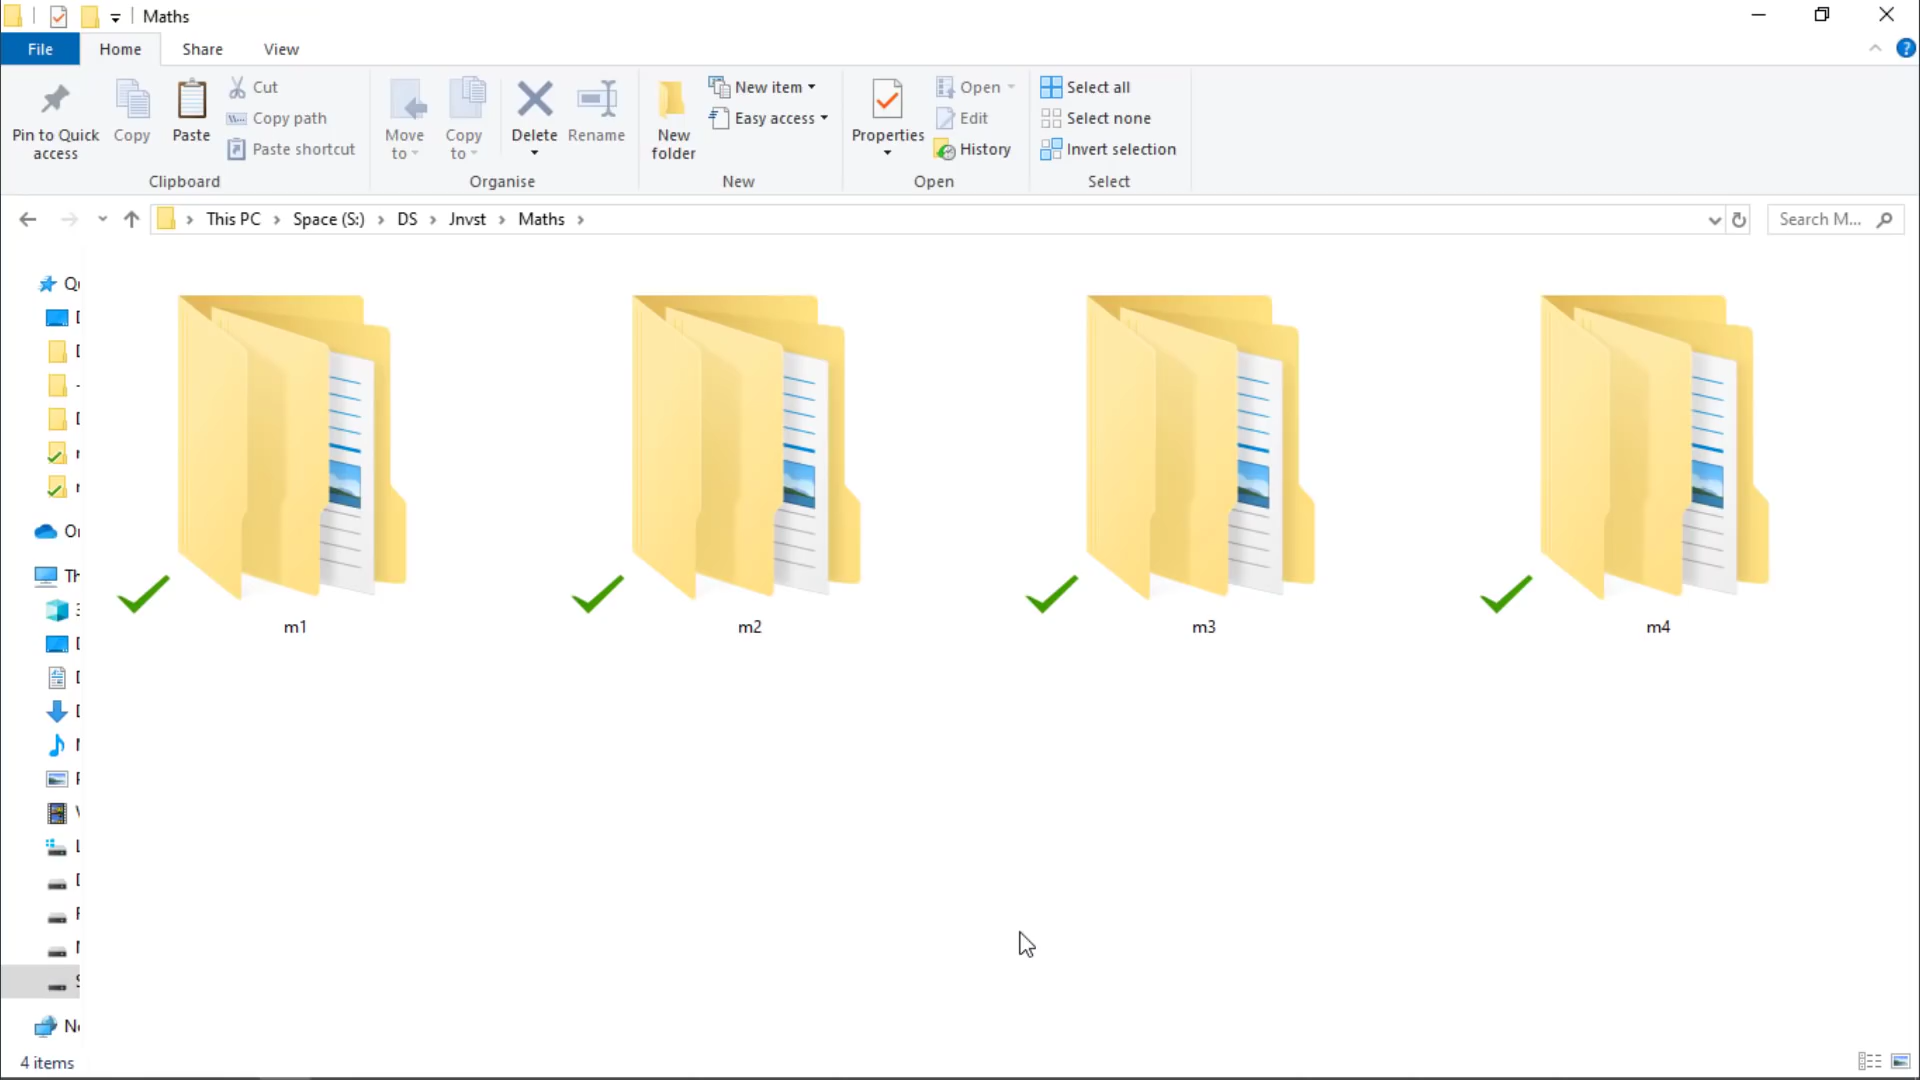 Maths
File Home Share View
Pin to Quick access
Copy
Paste
Cut
Copy path
Paste shortcut
Clipboard
Move to
Copy to
Delete
Rename
Organise
New folder
New item
Easy access
New
Properties
Open
Edit
History
Open
Select all
Select none
Invert selection
Select
This PC > Space (S:) > DS > Jnvst > Maths >
Search M...
m1 m2 m3 m4
4 items